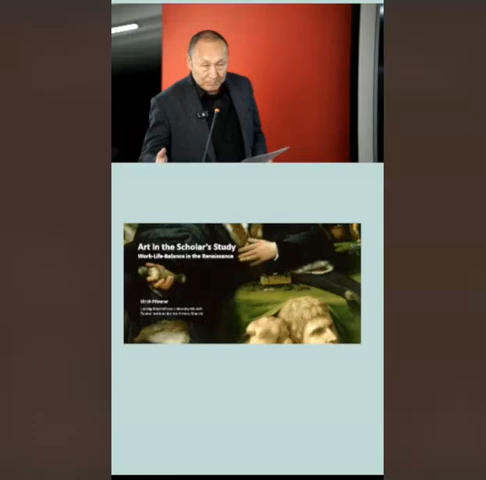 Art in the Scholar's Study
Work-Life-Balance in the Renaissance
Ulrich Pfisterer